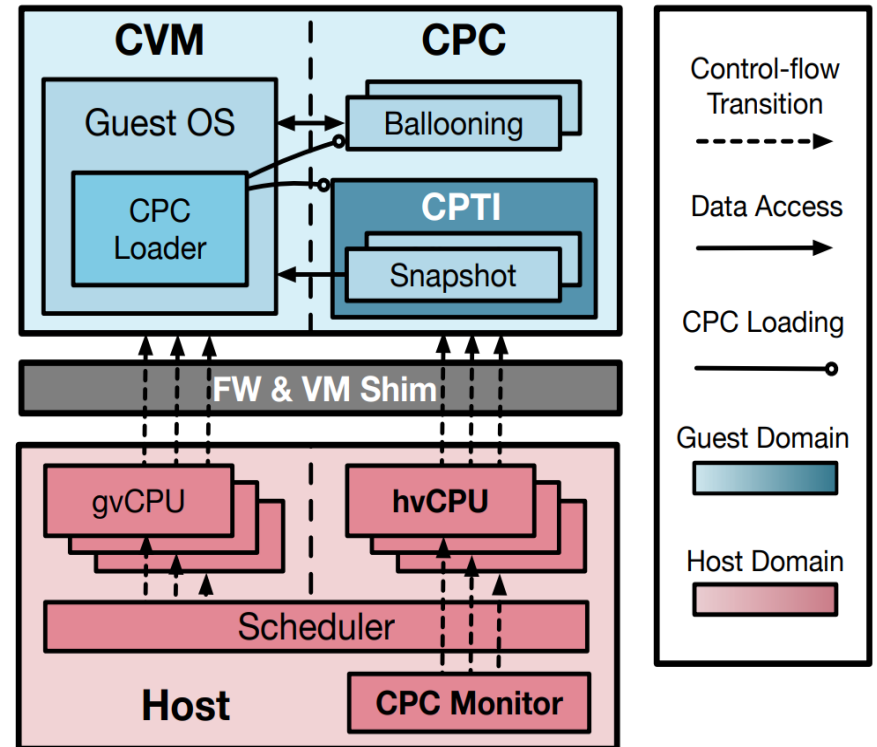 CVM
CPC
Guest OS
Ballooning
CPC
Loader
CPTI
Snapshot
FW & VM Shim
gvCPU
hvCPU
Scheduler
Host
CPC Monitor
Control-flow
Transition
Data Access
CPC Loading
Guest Domain
Host Domain